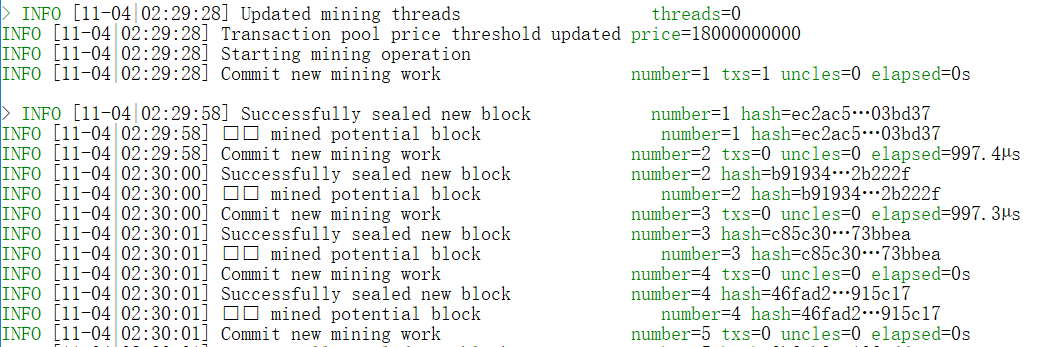 > INFO [11-04|02:29:28] Updated mining threads threads=0
INFO [11-04|02:29:28] Transaction pool price threshold updated price=18000000000
INFO [11-04|02:29:28] Starting mining operation
INFO [11-04|02:29:28] Commit new mining work number=1 txs=1 uncles=0 elapsed=0s
> INFO [11-04|02:29:58] Successfully sealed new block number=1 hash=ec2ac5…03bd37
INFO [11-04|02:29:58] □□ mined potential block number=1 hash=ec2ac5…03bd37
INFO [11-04|02:29:58] Commit new mining work number=2 txs=0 uncles=0 elapsed=997.4µs
INFO [11-04|02:30:00] Successfully sealed new block number=2 hash=b91934…2b222f
INFO [11-04|02:30:00] □□ mined potential block number=2 hash=b91934…2b222f
INFO [11-04|02:30:00] Commit new mining work number=3 txs=0 uncles=0 elapsed=997.3µs
INFO [11-04|02:30:01] Successfully sealed new block number=3 hash=c85c30…73bbea
INFO [11-04|02:30:01] □□ mined potential block number=3 hash=c85c30…73bbea
INFO [11-04|02:30:01] Commit new mining work number=4 txs=0 uncles=0 elapsed=0s
INFO [11-04|02:30:01] Successfully sealed new block number=4 hash=46fad2…915c17
INFO [11-04|02:30:01] □□ mined potential block number=4 hash=46fad2…915c17
INFO [11-04|02:30:01] Commit new mining work number=5 txs=0 uncles=0 elapsed=0s